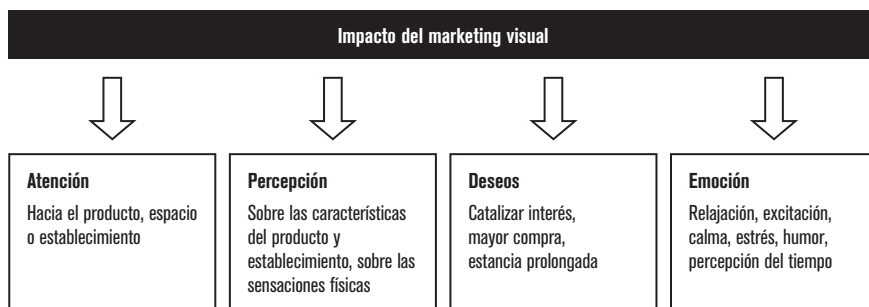 Impacto del marketing visual
Atención
Hacia el producto, espacio
o establecimiento
Percepción
Sobre las características
del producto y
establecimiento, sobre las
sensaciones físicas
Deseos
Catalizar interés,
mayor compra,
estancia prolongada
Emoción
Relajación, excitación,
calma, estrés, humor,
percepción del tiempo